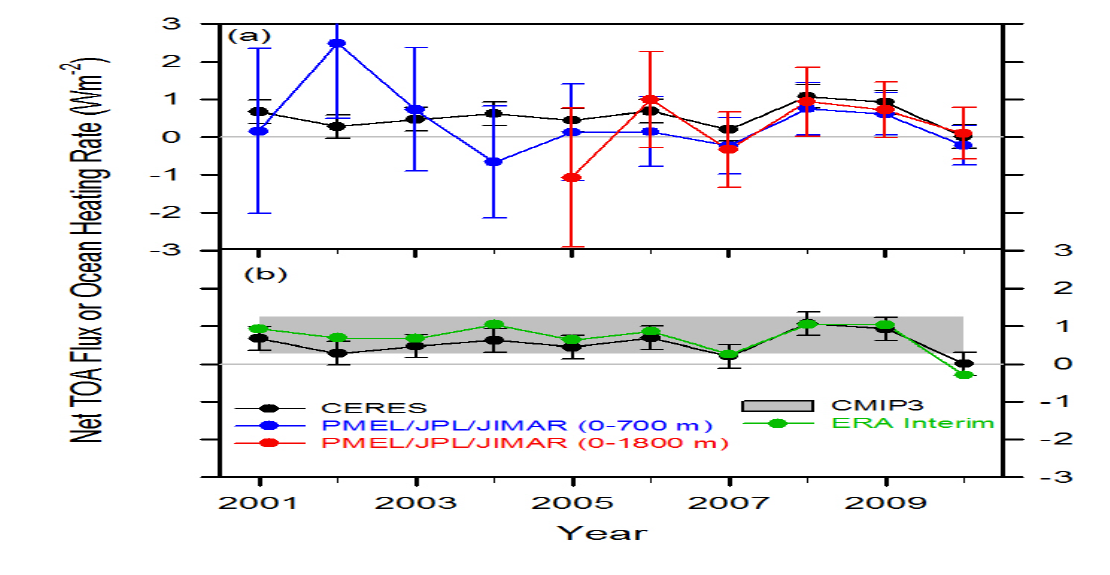 Net TOA Flux or Ocean Heating Rate (Wm-2)
3
2
1
0
-1
-2
-3
(a)
(b)
3
2
1
0
-1
-2
-3
CERES
PMEL/JPL/JIMAR (0-700 m)
PMEL/JPL/JIMAR (0-1800 m)
CMIP3
ERA Interim
2001 2003 2005 2007 2009
Year